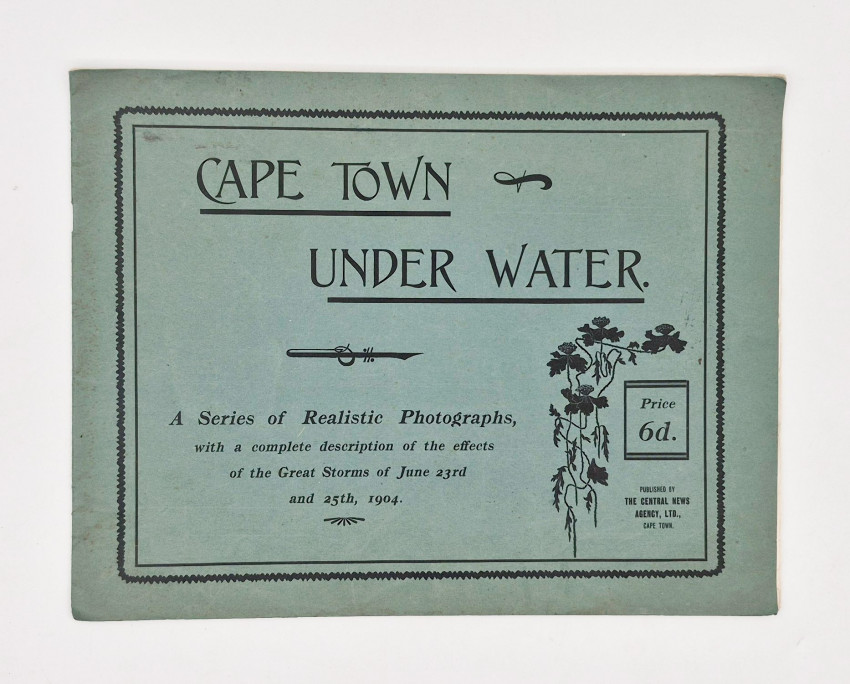 CAPE TOWN
UNDER WATER.
A Series of Realistic Photographs,
with a complete description of the effects
of the Great Storms of June 23rd
and 25th, 1904.
Price
6d.
PUBLISHED BY
THE CENTRAL NEWS
AGENCY, LTD.,
CAPE TOWN.